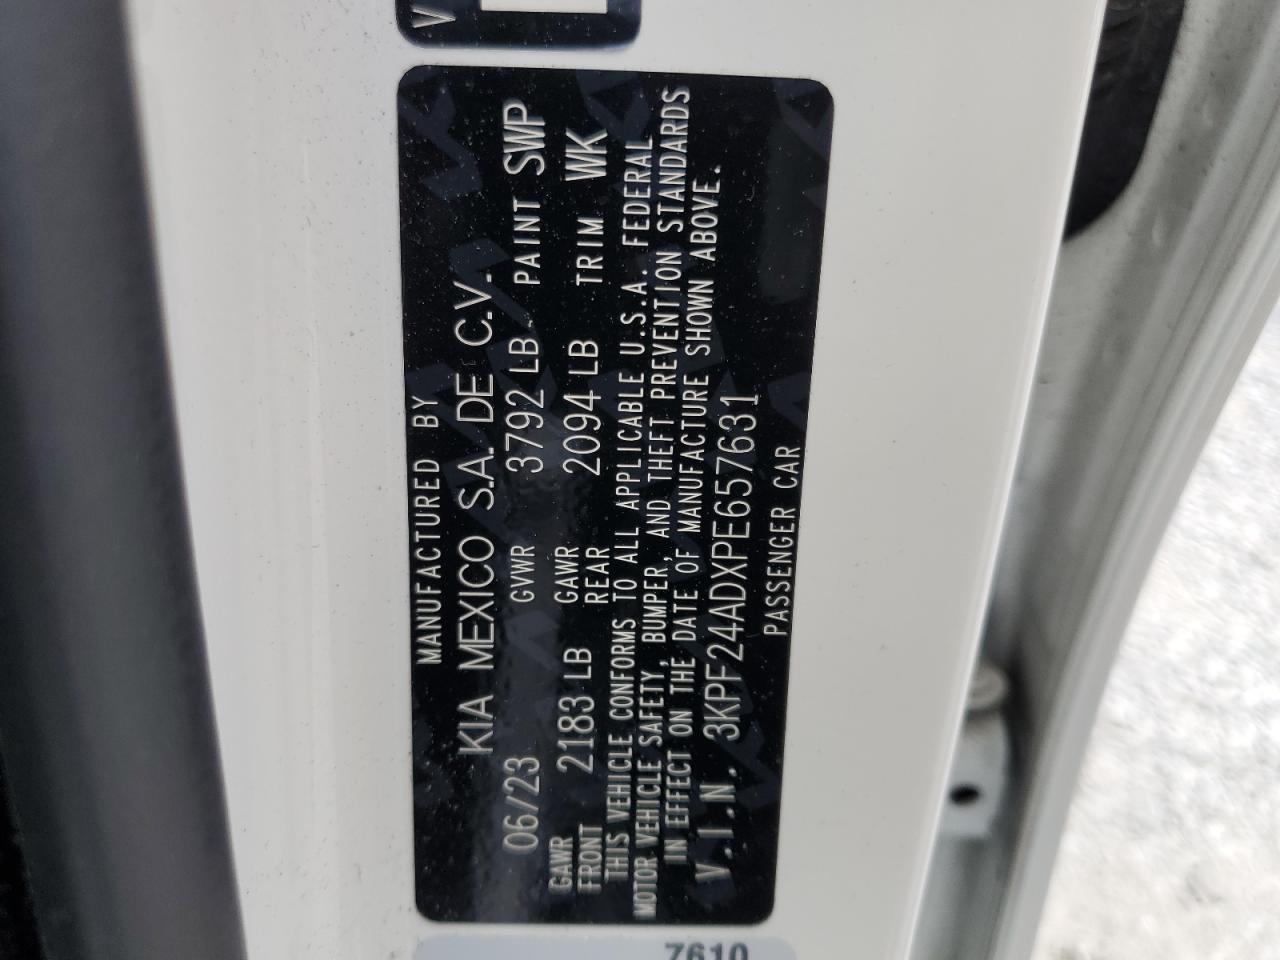 V
MANUFACTURED BY
KIA MEXICO S.A. DE C.V.
06/23 GVWR 3792 LB PAINT SWP
GAWR FRONT 2183 LB GAWR REAR 2094 LB TRIM WK
THIS VEHICLE CONFORMS TO ALL APPLICABLE U.S.A. FEDERAL
MOTOR VEHICLE SAFETY, BUMPER, AND THEFT PREVENTION STANDARDS
IN EFFECT ON THE DATE OF MANUFACTURE SHOWN ABOVE.
V.I.N. 3KPF24ADXPE657631
PASSENGER CAR
7610